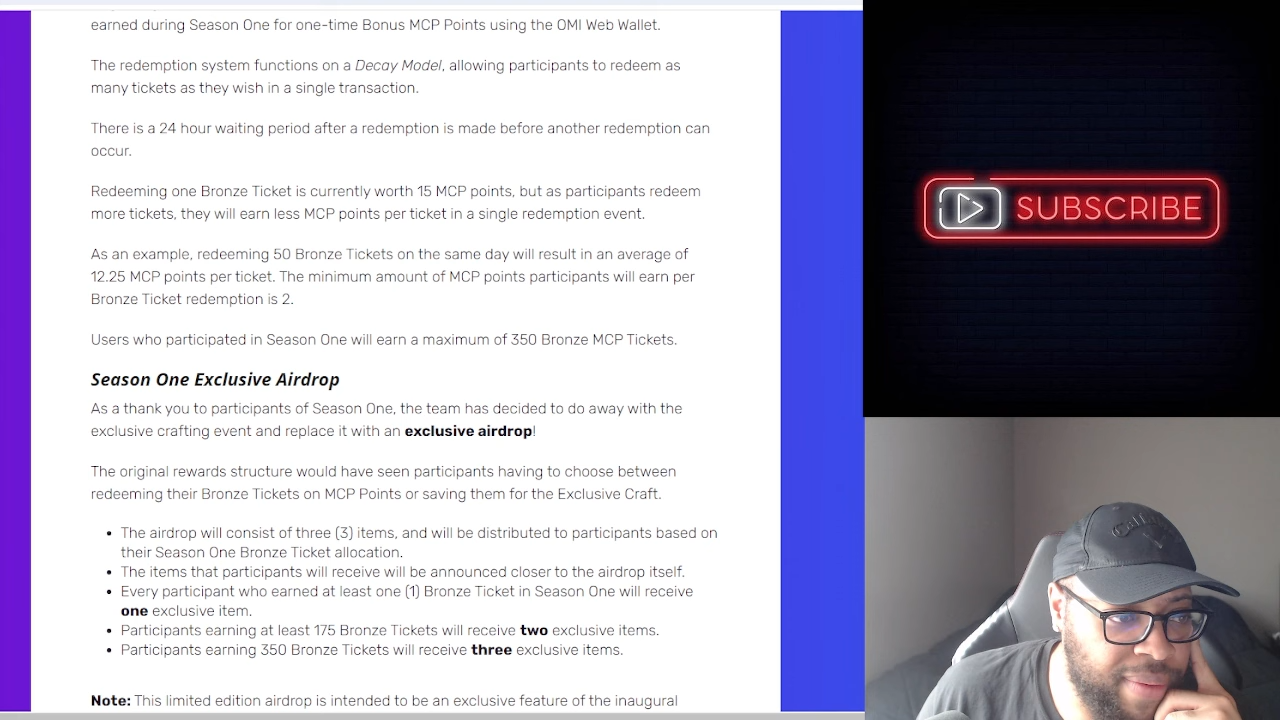 earned during Season One for one-time Bonus MCP Points using the OMI Web Wallet.
The redemption system functions on a Decay Model, allowing participants to redeem as
many tickets as they wish in a single transaction.
There is a 24 hour waiting period after a redemption is made before another redemption can
occur.
Redeeming one Bronze Ticket is currently worth 15 MCP points, but as participants redeem
more tickets, they will earn less MCP points per ticket in a single redemption event.
As an example, redeeming 50 Bronze Tickets on the same day will result in an average of
12.25 MCP points per ticket. The minimum amount of MCP points participants will earn per
Bronze Ticket redemption is 2.
Users who participated in Season One will earn a maximum of 350 Bronze MCP Tickets.
Season One Exclusive Airdrop
As a thank you to participants of Season One, the team has decided to do away with the
exclusive crafting event and replace it with an exclusive airdrop!
The original rewards structure would have seen participants having to choose between
redeeming their Bronze Tickets on MCP Points or saving them for the Exclusive Craft.
• The airdrop will consist of three (3) items, and will be distributed to participants based on
their Season One Bronze Ticket allocation.
• The items that participants will receive will be announced closer to the airdrop itself.
• Every participant who earned at least one (1) Bronze Ticket in Season One will receive
one exclusive item.
• Participants earning at least 175 Bronze Tickets will receive two exclusive items.
• Participants earning 350 Bronze Tickets will receive three exclusive items.
Note: This limited edition airdrop is intended to be an exclusive feature of the inaugural
SUBSCRIBE